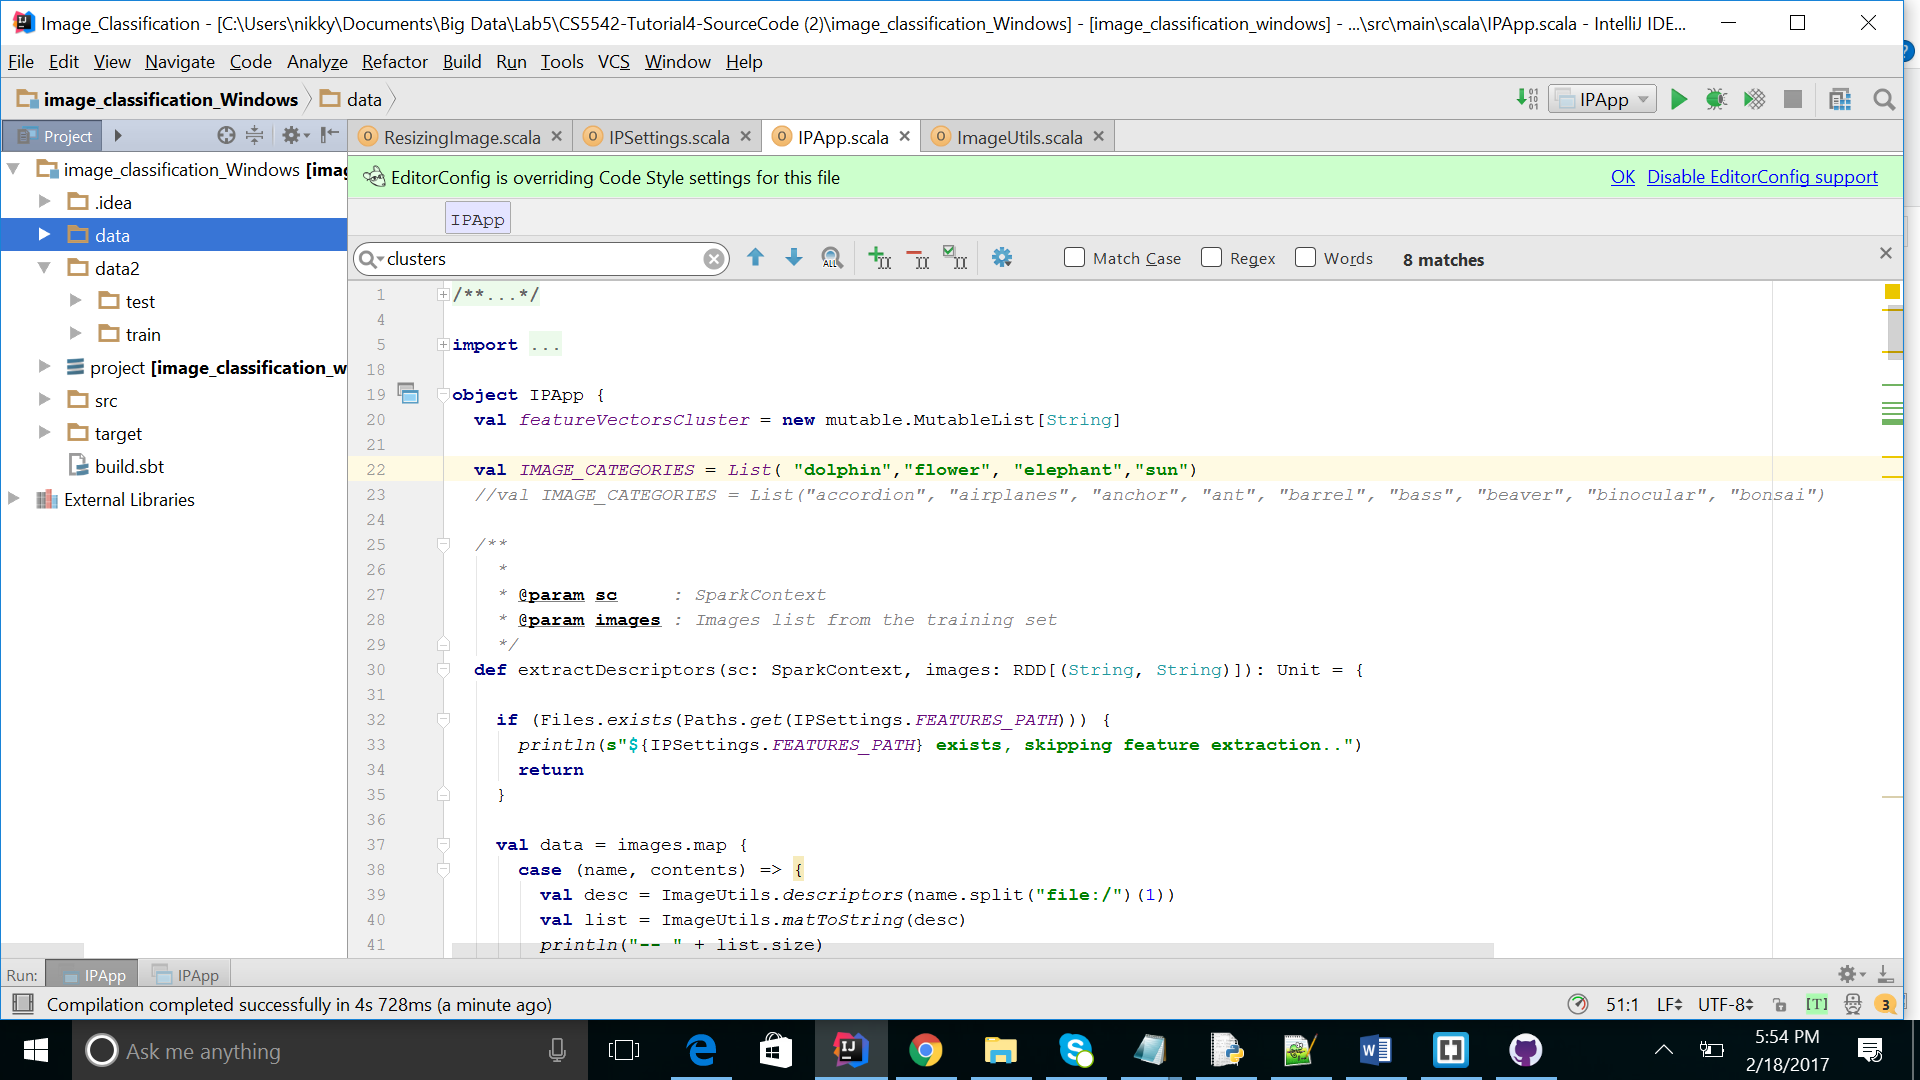 Image_Classification - [C:\Users\nikky\Documents\Big Data\Lab5\CS5542-Tutorial4-SourceCode (2)\image_classification_Windows] - [image_classification_windows] - ...\src\main\scala\IPApp.scala - IntelliJ IDE...
File Edit View Navigate Code Analyze Refactor Build Run Tools VCS Window Help
image_classification_Windows data IPApp
Project ResizingImage.scala IPSettings.scala IPApp.scala ImageUtils.scala
image_classification_Windows [imag
.idea
data
data2
test
train
project [image_classification_w
src
target
build.sbt
External Libraries
EditorConfig is overriding Code Style settings for this file OK Disable EditorConfig support
IPApp
clusters ALL Match Case Regex Words 8 matches
1 /**...*/
4
5 import ...
18
19 object IPApp {
20 val featureVectorsCluster = new mutable.MutableList[String]
21
22 val IMAGE_CATEGORIES = List( "dolphin","flower", "elephant","sun")
23 //val IMAGE_CATEGORIES = List("accordion", "airplanes", "anchor", "ant", "barrel", "bass", "beaver", "binocular", "bonsai")
24
25 /**
26 *
27 * @param sc : SparkContext
28 * @param images : Images list from the training set
29 */
30 def extractDescriptors(sc: SparkContext, images: RDD[(String, String)]): Unit = {
31
32 if (Files.exists(Paths.get(IPSettings.FEATURES_PATH))) {
33 println(s"${IPSettings.FEATURES_PATH} exists, skipping feature extraction..")
34 return
35 }
36
37 val data = images.map {
38 case (name, contents) => {
39 val desc = ImageUtils.descriptors(name.split("file:/")(1))
40 val list = ImageUtils.matToString(desc)
41 println("-- " + list.size)
Run: IPApp IPApp
Compilation completed successfully in 4s 728ms (a minute ago) 51:1 LF UTF-8 [T] 3
Ask me anything 5:54 PM
2/18/2017